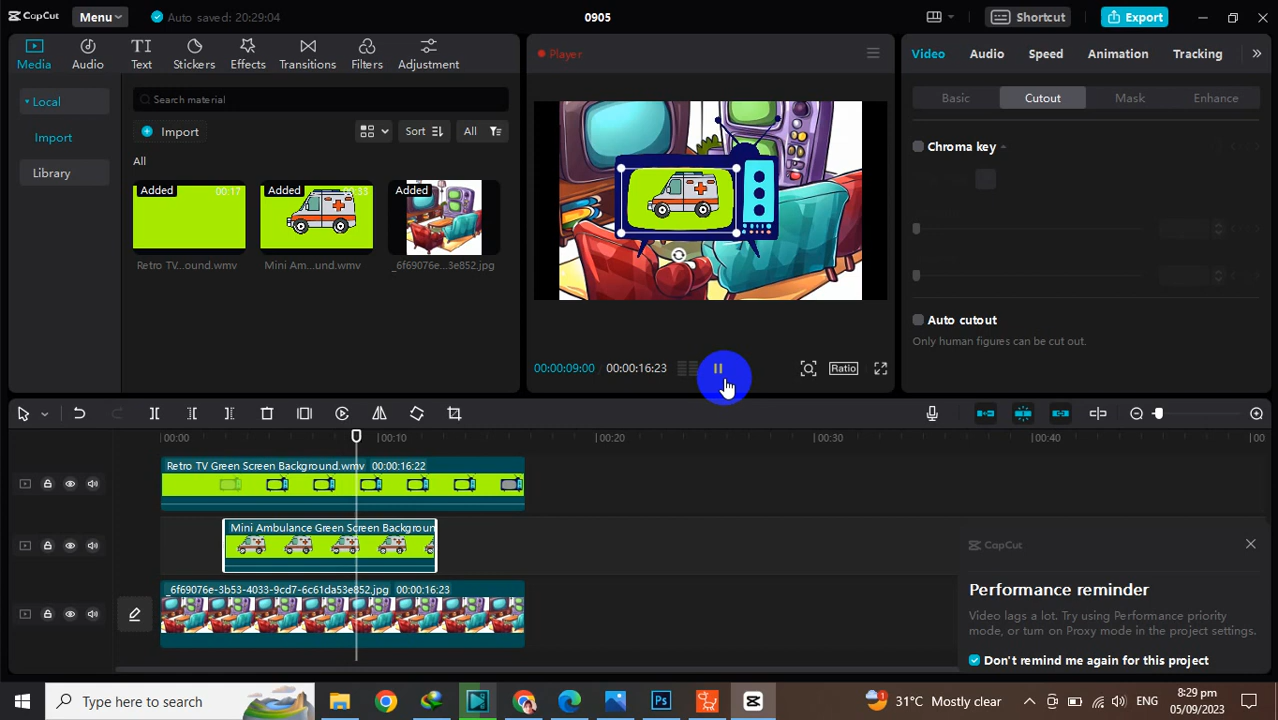 CapCut
Menu
Auto saved: 20:29:04
0905
Shortcut
Export
Media
Audio
Text
Stickers
Effects
Transitions
Filters
Adjustment
Local
Import
Library
Search material
Import
Sort
All
All
Added
00:17
Added
Added
Retro TV...ound.wmv
Mini Am...und.wmv
_6f69076e...3e852.jpg
Player
00:00:09:00
00:00:16:23
Ratio
Video
Audio
Speed
Animation
Tracking
Basic
Cutout
Mask
Enhance
Chroma key
Auto cutout
Only human figures can be cut out.
00:00
00:10
00:20
00:30
00:40
00
Retro TV Green Screen Background.wmv 00:00:16:22
Mini Ambulance Green Screen Backgroun
_6f69076e-3b53-4033-9cd7-6c61da53e852.jpg 00:00:16:23
CapCut
Performance reminder
Video lags a lot. Try using Performance priority
mode, or turn on Proxy mode in the project settings.
Don't remind me again for this project
Type here to search
31°C Mostly clear
ENG
8:29 pm
05/09/2023